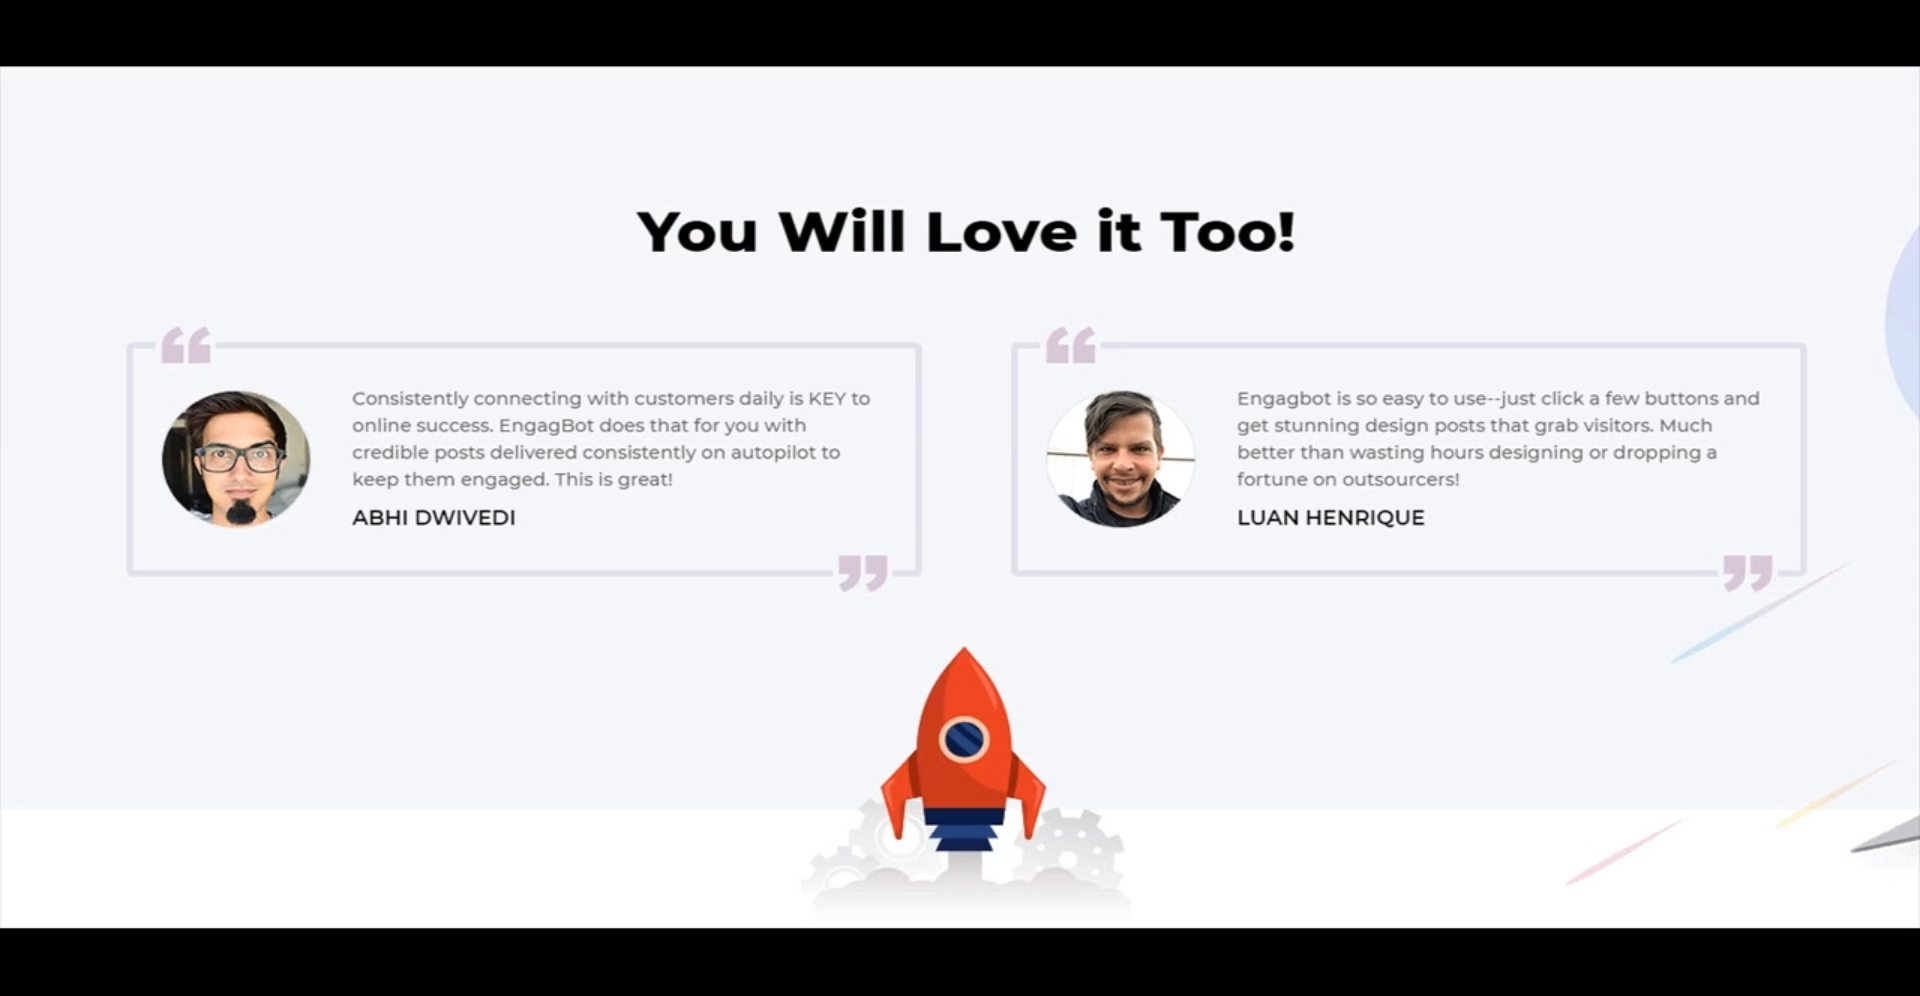 You Will Love it Too!
Consistently connecting with customers daily is KEY to
online success. EngagBot does that for you with
credible posts delivered consistently on autopilot to
keep them engaged. This is great!
ABHI DWIVEDI
Engagbot is so easy to use--just click a few buttons and
get stunning design posts that grab visitors. Much
better than wasting hours designing or dropping a
fortune on outsourcers!
LUAN HENRIQUE